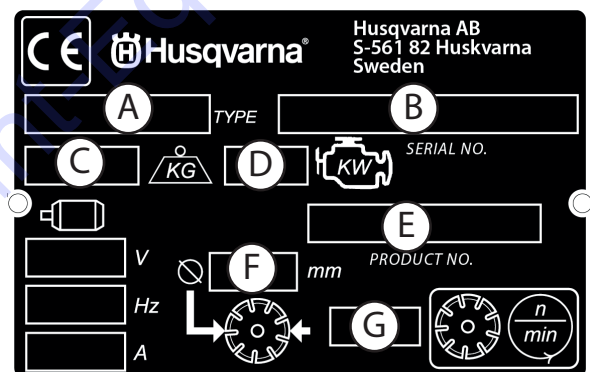 CE Husqvarna®
Husqvarna AB
S-561 82 Huskvarna
Sweden
A TYPE
B
SERIAL NO.
C KG
D KW
E
PRODUCT NO.
V
F mm
Hz
G
n
min
A